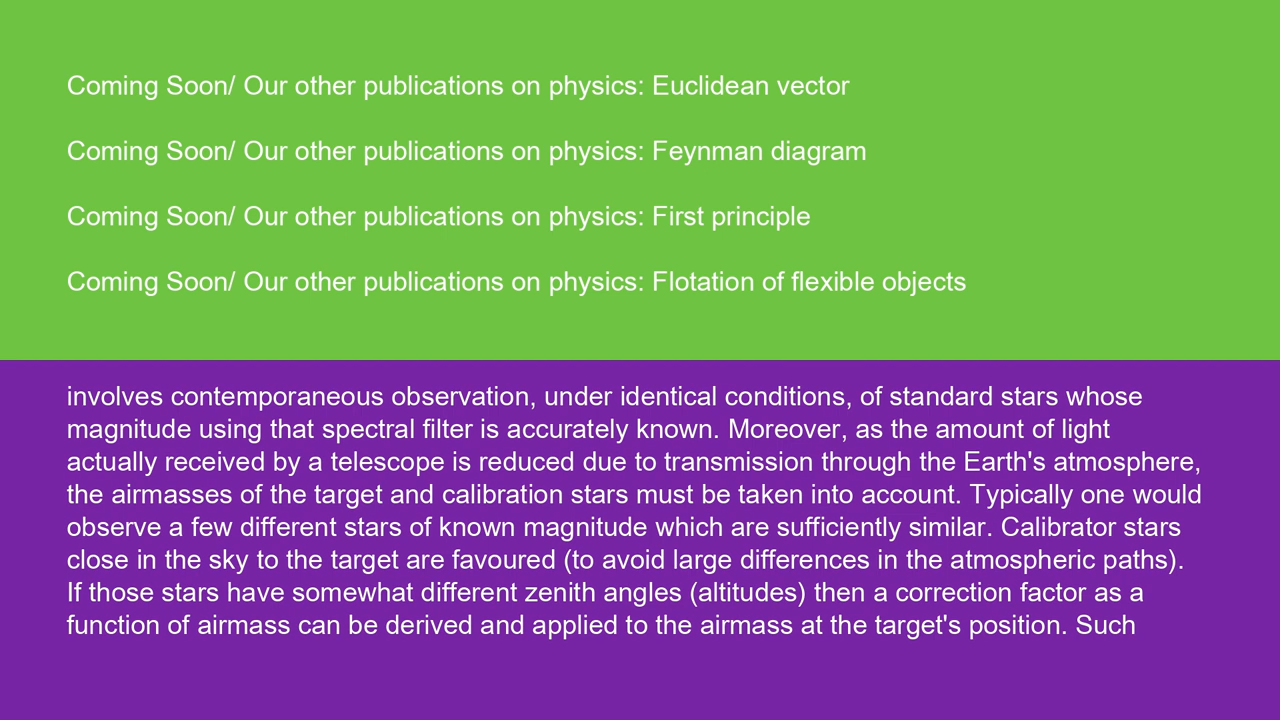 Coming Soon/ Our other publications on physics: Euclidean vector
Coming Soon/ Our other publications on physics: Feynman diagram
Coming Soon/ Our other publications on physics: First principle
Coming Soon/ Our other publications on physics: Flotation of flexible objects
involves contemporaneous observation, under identical conditions, of standard stars whose
magnitude using that spectral filter is accurately known. Moreover, as the amount of light
actually received by a telescope is reduced due to transmission through the Earth's atmosphere,
the airmasses of the target and calibration stars must be taken into account. Typically one would
observe a few different stars of known magnitude which are sufficiently similar. Calibrator stars
close in the sky to the target are favoured (to avoid large differences in the atmospheric paths).
If those stars have somewhat different zenith angles (altitudes) then a correction factor as a
function of airmass can be derived and applied to the airmass at the target's position. Such